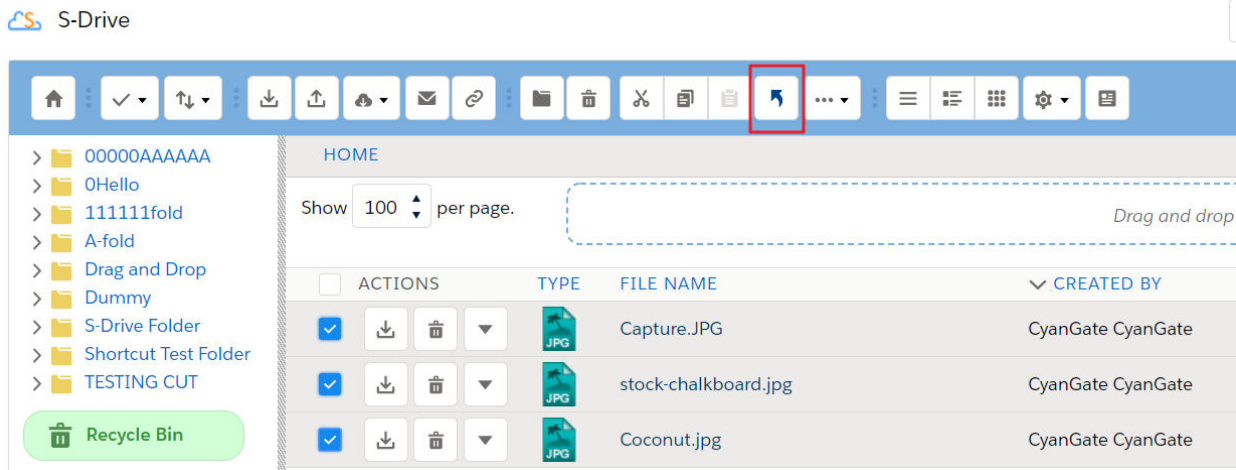 S-Drive
00000AAAAAA
0Hello
111111fold
A-fold
Drag and Drop
Dummy
S-Drive Folder
Shortcut Test Folder
TESTING CUT
Recycle Bin
HOME
Show 100 per page.
Drag and drop
ACTIONS TYPE FILE NAME CREATED BY
JPG Capture.JPG CyanGate CyanGate
JPG stock-chalkboard.jpg CyanGate CyanGate
JPG Coconut.jpg CyanGate CyanGate